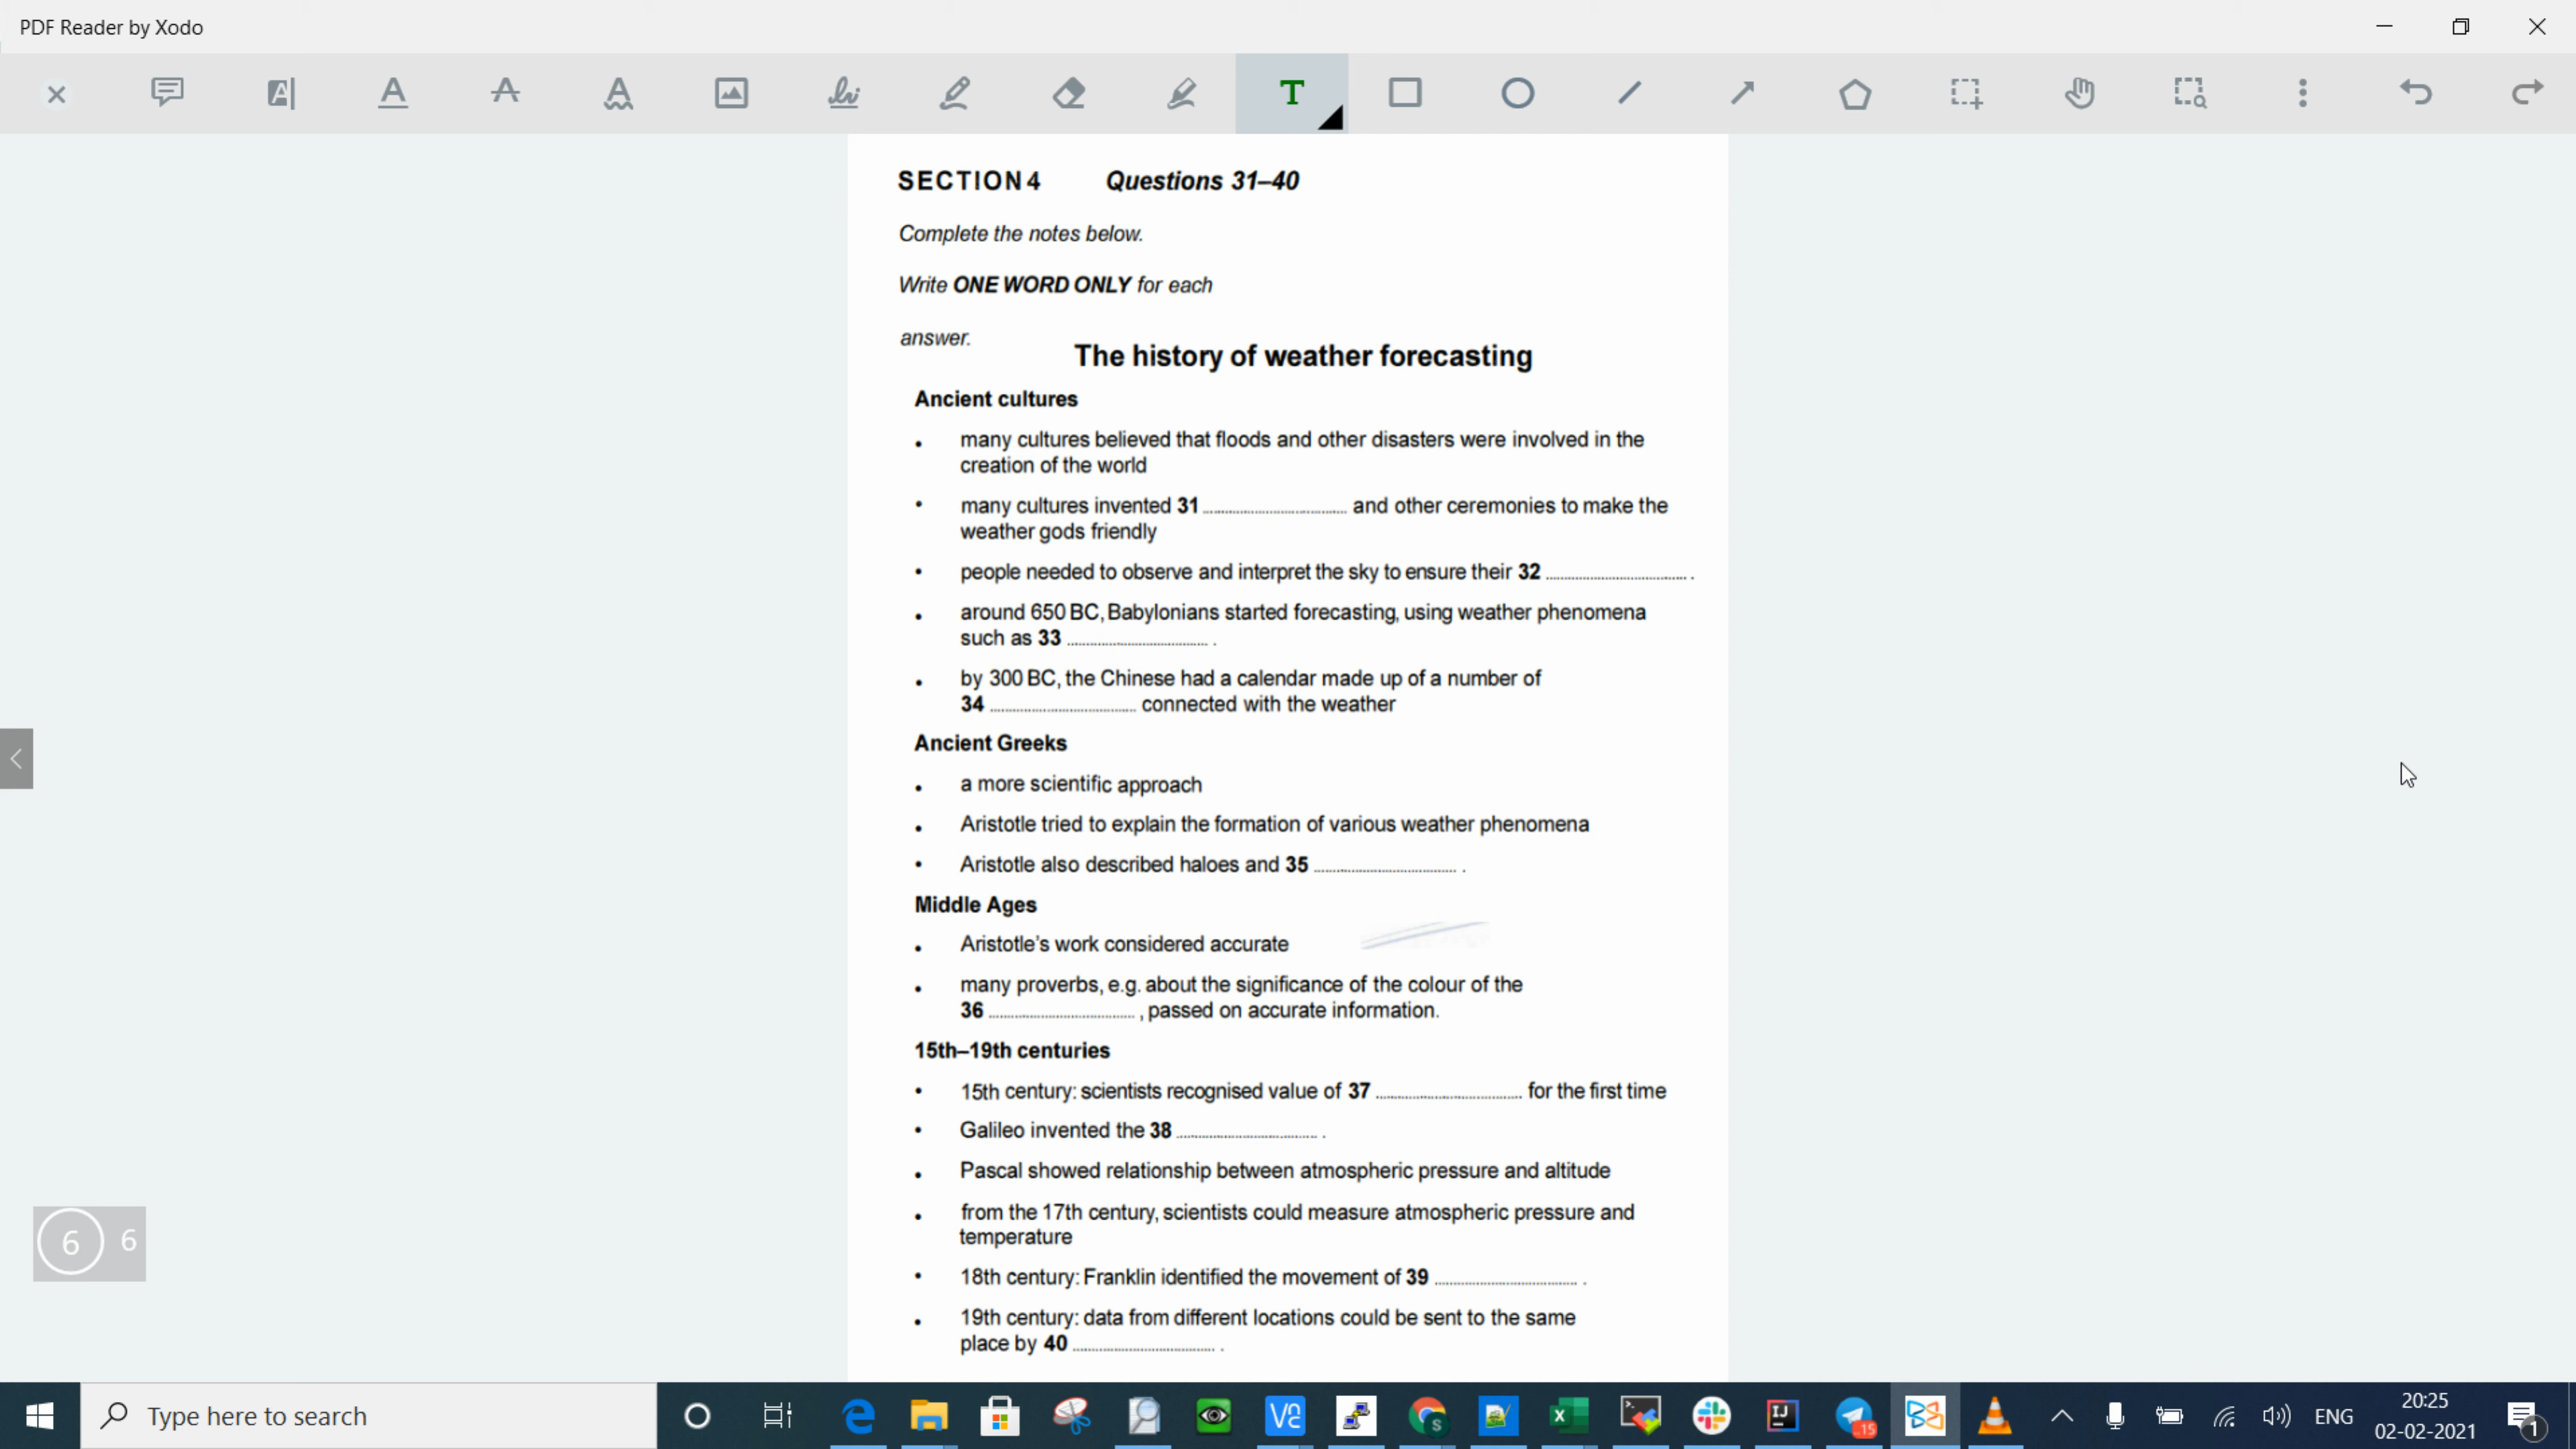 PDF Reader by Xodo
SECTION 4 Questions 31–40
Complete the notes below.
Write ONE WORD ONLY for each
answer.
The history of weather forecasting
Ancient cultures
• many cultures believed that floods and other disasters were involved in the
creation of the world
• many cultures invented 31 .................... and other ceremonies to make the
weather gods friendly
• people needed to observe and interpret the sky to ensure their 32 .................... .
• around 650 BC, Babylonians started forecasting, using weather phenomena
such as 33 .................... .
• by 300 BC, the Chinese had a calendar made up of a number of
34 .................... connected with the weather
Ancient Greeks
• a more scientific approach
• Aristotle tried to explain the formation of various weather phenomena
• Aristotle also described haloes and 35 .................... .
Middle Ages
• Aristotle's work considered accurate
• many proverbs, e.g. about the significance of the colour of the
36 .................... , passed on accurate information.
15th–19th centuries
• 15th century: scientists recognised value of 37 .................... for the first time
• Galileo invented the 38 .................... .
• Pascal showed relationship between atmospheric pressure and altitude
• from the 17th century, scientists could measure atmospheric pressure and
temperature
• 18th century: Franklin identified the movement of 39 .................... .
• 19th century: data from different locations could be sent to the same
place by 40 .................... .
6 6
Type here to search
ENG
20:25
02-02-2021
15
1